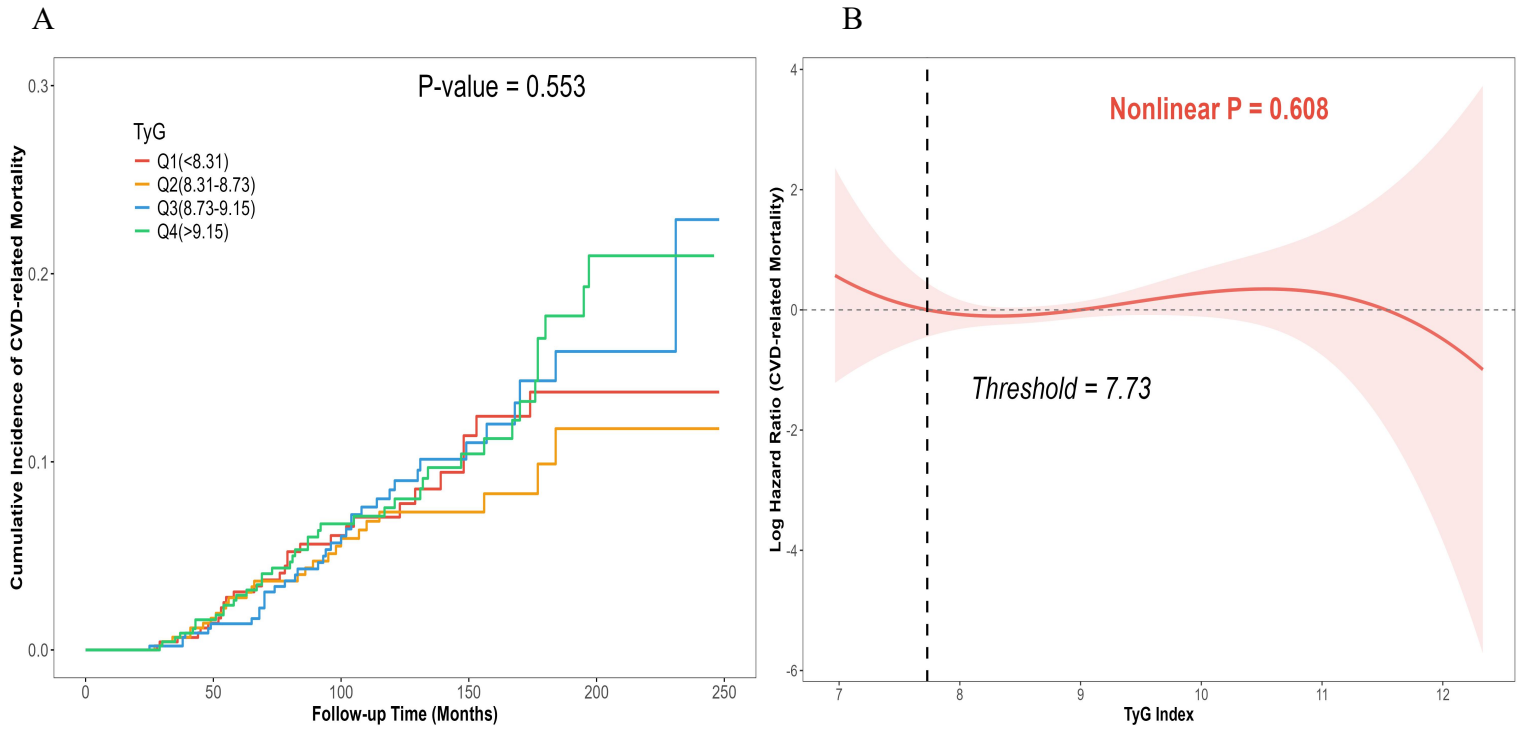 A
Cumulative Incidence of CVD-related Mortality
0.3
0.2
0.1
0.0
P-value = 0.553
TyG
Q1(<8.31)
Q2(8.31-8.73)
Q3(8.73-9.15)
Q4(>9.15)
0 50 100 150 200 250
Follow-up Time (Months)
B
Log Hazard Ratio (CVD-related Mortality)
4
2
0
-2
-4
-6
Nonlinear P = 0.608
Threshold = 7.73
7 8 9 10 11 12
TyG Index